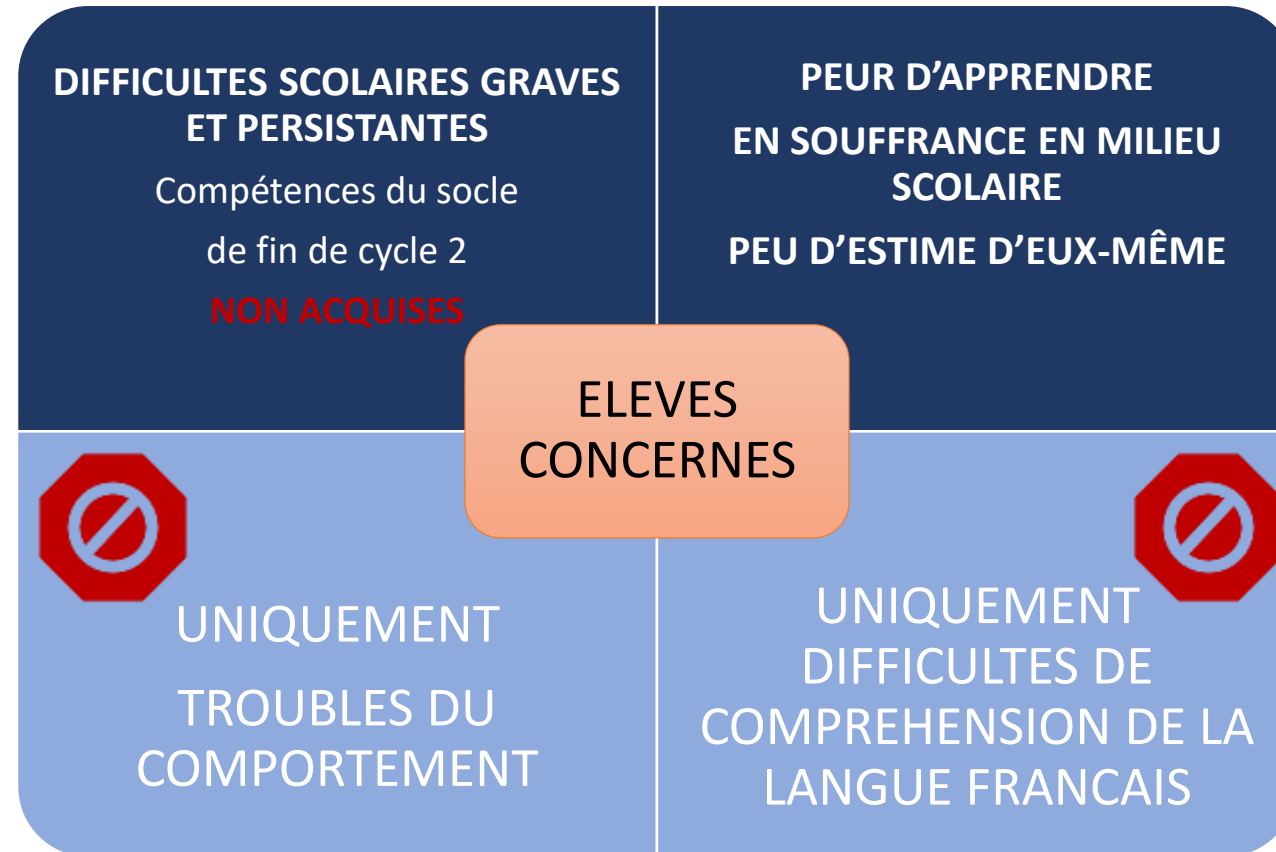 DIFFICULTES SCOLAIRES GRAVES
ET PERSISTANTES
Compétences du socle
de fin de cycle 2
NON ACQUISES
PEUR D’APPRENDRE
EN SOUFFRANCE EN MILIEU
SCOLAIRE
PEU D’ESTIME D’EUX-MÊME
ELEVES
CONCERNES
UNIQUEMENT
TROUBLES DU
COMPORTEMENT
UNIQUEMENT
DIFFICULTES DE
COMPREHENSION DE LA
LANGUE FRANCAIS